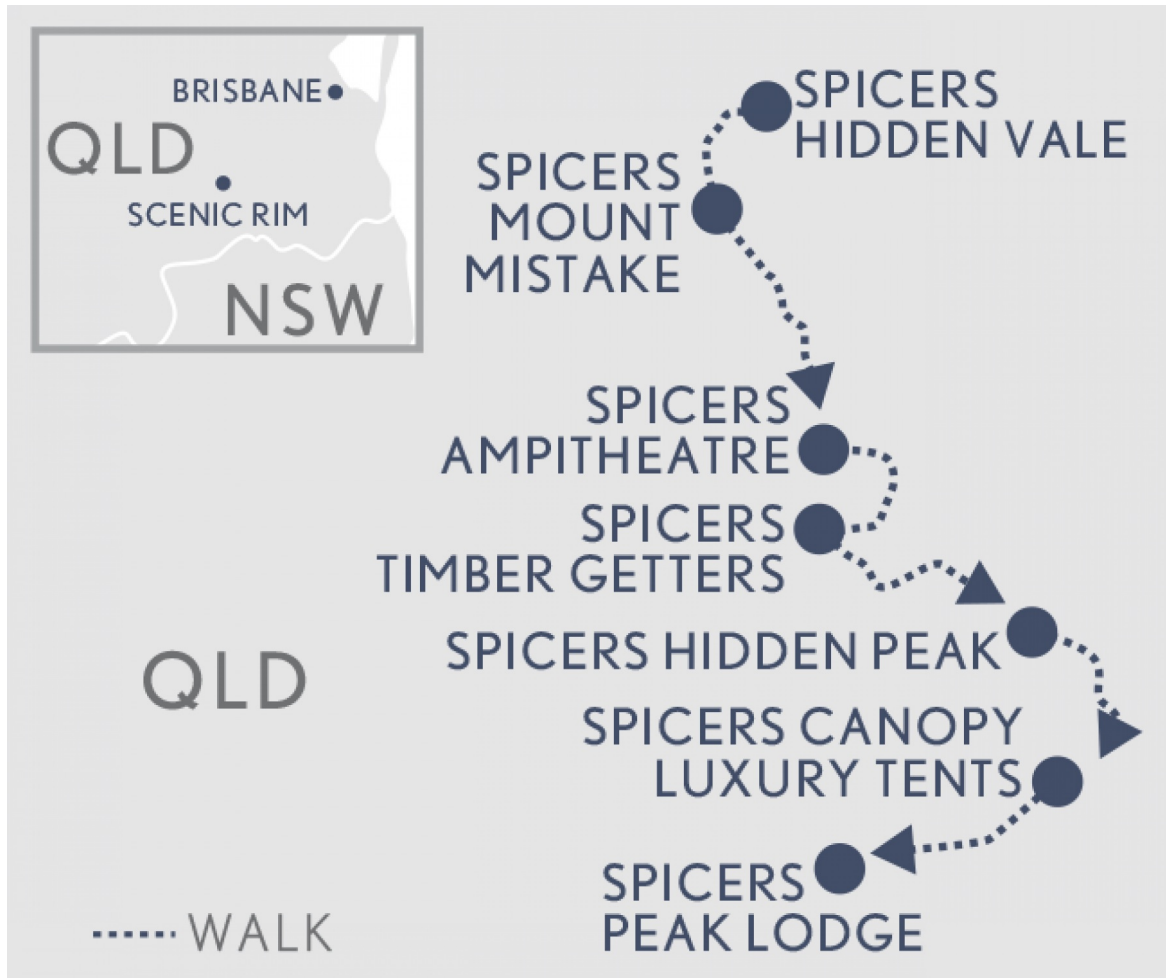 BRISBANE
QLD
SCENIC RIM
NSW
SPICERS
HIDDEN VALE
SPICERS
MOUNT
MISTAKE
SPICERS
AMPITHEATRE
SPICERS
TIMBER GETTERS
SPICERS HIDDEN PEAK
QLD
SPICERS CANOPY
LUXURY TENTS
SPICERS
PEAK LODGE
WALK